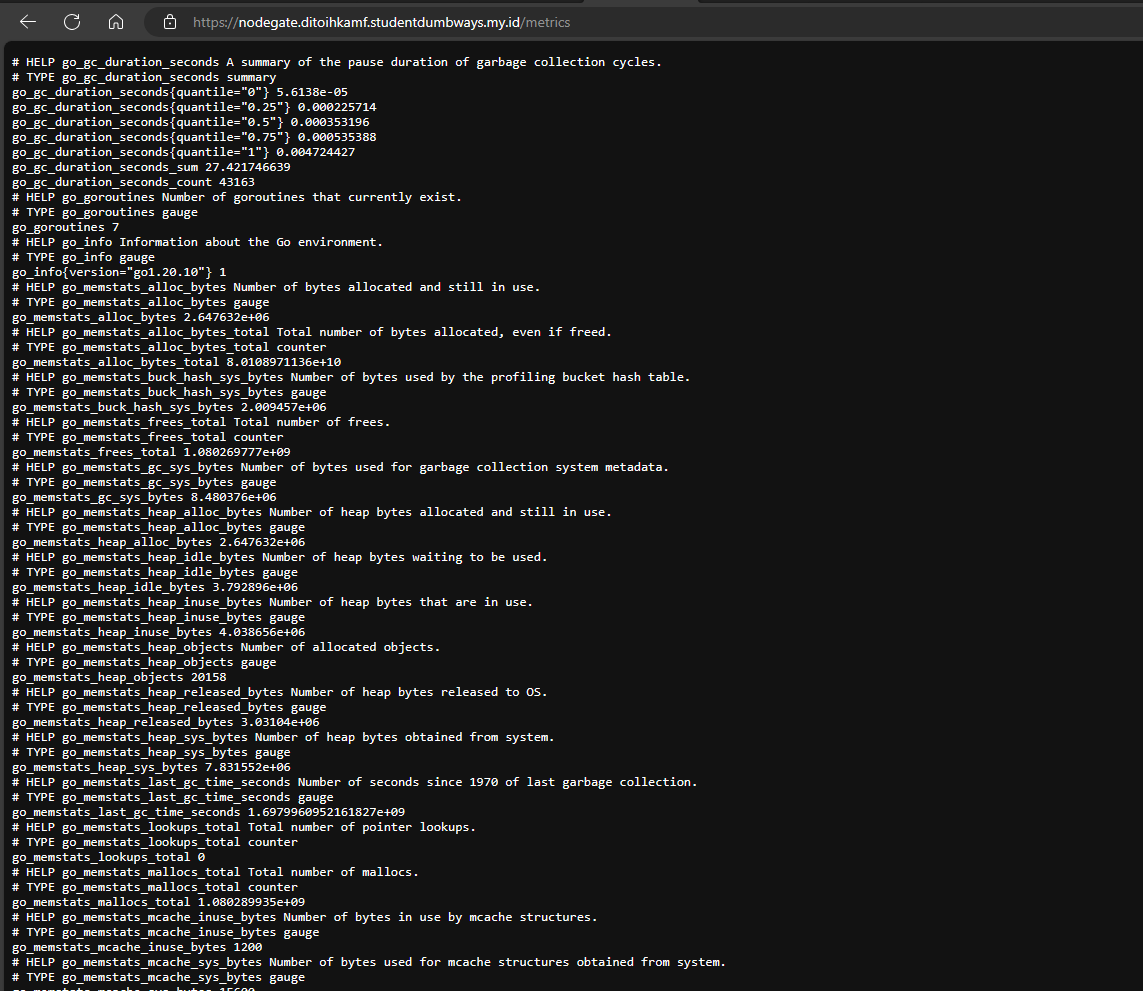 https://nodegate.ditoihkamf.studentdumbways.my.id/metrics
# HELP go_gc_duration_seconds A summary of the pause duration of garbage collection cycles.
# TYPE go_gc_duration_seconds summary
go_gc_duration_seconds{quantile="0"} 5.6138e-05
go_gc_duration_seconds{quantile="0.25"} 0.000225714
go_gc_duration_seconds{quantile="0.5"} 0.000353196
go_gc_duration_seconds{quantile="0.75"} 0.000535388
go_gc_duration_seconds{quantile="1"} 0.004724427
go_gc_duration_seconds_sum 27.421746639
go_gc_duration_seconds_count 43163
# HELP go_goroutines Number of goroutines that currently exist.
# TYPE go_goroutines gauge
go_goroutines 7
# HELP go_info Information about the Go environment.
# TYPE go_info gauge
go_info{version="go1.20.10"} 1
# HELP go_memstats_alloc_bytes Number of bytes allocated and still in use.
# TYPE go_memstats_alloc_bytes gauge
go_memstats_alloc_bytes 2.647632e+06
# HELP go_memstats_alloc_bytes_total Total number of bytes allocated, even if freed.
# TYPE go_memstats_alloc_bytes_total counter
go_memstats_alloc_bytes_total 8.0108971136e+10
# HELP go_memstats_buck_hash_sys_bytes Number of bytes used by the profiling bucket hash table.
# TYPE go_memstats_buck_hash_sys_bytes gauge
go_memstats_buck_hash_sys_bytes 2.009457e+06
# HELP go_memstats_frees_total Total number of frees.
# TYPE go_memstats_frees_total counter
go_memstats_frees_total 1.080269777e+09
# HELP go_memstats_gc_sys_bytes Number of bytes used for garbage collection system metadata.
# TYPE go_memstats_gc_sys_bytes gauge
go_memstats_gc_sys_bytes 8.480376e+06
# HELP go_memstats_heap_alloc_bytes Number of heap bytes allocated and still in use.
# TYPE go_memstats_heap_alloc_bytes gauge
go_memstats_heap_alloc_bytes 2.647632e+06
# HELP go_memstats_heap_idle_bytes Number of heap bytes waiting to be used.
# TYPE go_memstats_heap_idle_bytes gauge
go_memstats_heap_idle_bytes 3.792896e+06
# HELP go_memstats_heap_inuse_bytes Number of heap bytes that are in use.
# TYPE go_memstats_heap_inuse_bytes gauge
go_memstats_heap_inuse_bytes 4.038656e+06
# HELP go_memstats_heap_objects Number of allocated objects.
# TYPE go_memstats_heap_objects gauge
go_memstats_heap_objects 20158
# HELP go_memstats_heap_released_bytes Number of heap bytes released to OS.
# TYPE go_memstats_heap_released_bytes gauge
go_memstats_heap_released_bytes 3.03104e+06
# HELP go_memstats_heap_sys_bytes Number of heap bytes obtained from system.
# TYPE go_memstats_heap_sys_bytes gauge
go_memstats_heap_sys_bytes 7.831552e+06
# HELP go_memstats_last_gc_time_seconds Number of seconds since 1970 of last garbage collection.
# TYPE go_memstats_last_gc_time_seconds gauge
go_memstats_last_gc_time_seconds 1.6979960952161827e+09
# HELP go_memstats_lookups_total Total number of pointer lookups.
# TYPE go_memstats_lookups_total counter
go_memstats_lookups_total 0
# HELP go_memstats_mallocs_total Total number of mallocs.
# TYPE go_memstats_mallocs_total counter
go_memstats_mallocs_total 1.080289935e+09
# HELP go_memstats_mcache_inuse_bytes Number of bytes in use by mcache structures.
# TYPE go_memstats_mcache_inuse_bytes gauge
go_memstats_mcache_inuse_bytes 1200
# HELP go_memstats_mcache_sys_bytes Number of bytes used for mcache structures obtained from system.
# TYPE go_memstats_mcache_sys_bytes gauge